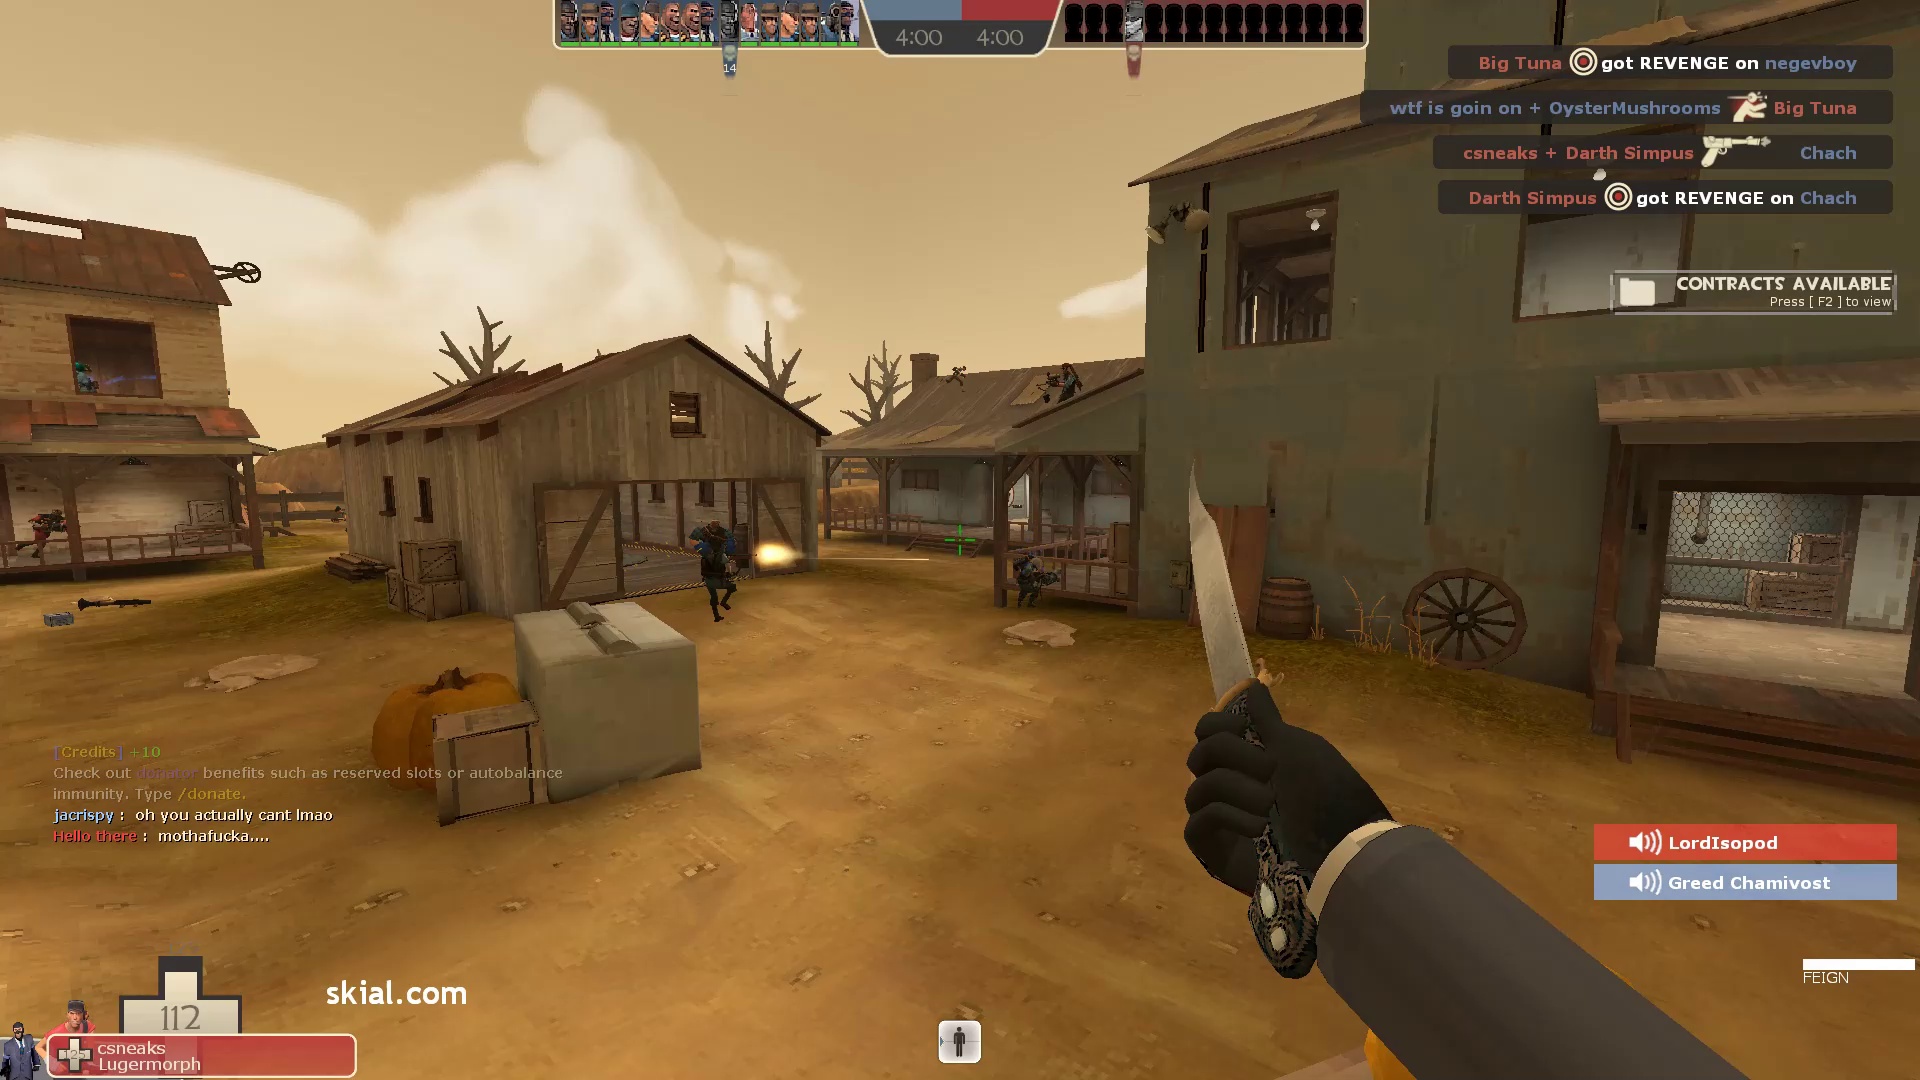 4:00 4:00
14
Big Tuna got REVENGE on negevboy
wtf is goin on + OysterMushrooms Big Tuna
csneaks + Darth Simpus Chach
Darth Simpus got REVENGE on Chach
CONTRACTS AVAILABLE
Press [ F2 ] to view
[Credits] +10
Check out donator benefits such as reserved slots or autobalance
immunity. Type /donate.
jacrispy : oh you actually cant lmao
Hello there : mothafucka....
LordIsopod
Greed Chamivost
FEIGN
skial.com
112
125
csneaks
Lugermorph